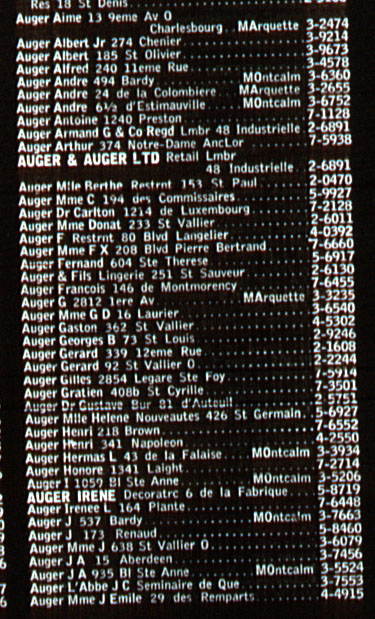 Res 18 St Denis
Auger Aime 13 9eme Av O
Charlesbourg MArquette 3-2474
Auger Albert Jr 274 Chenier 3-9214
Auger Albert 185 St Olivier 3-9673
Auger Alfred 240 11eme Rue 3-4578
Auger Andre 494 Bardy MOntcalm 3-6360
Auger Andre 24 de la Colombiere MArquette 3-2655
Auger Andre 6½ d'Estimauville MOntcalm 3-6752
Auger Antoine 1240 Preston 7-1128
Auger Armand G & Co Regd Lmbr 48 Industrielle 2-6891
Auger Arthur 374 Notre-Dame AncLor 7-5938
AUGER & AUGER LTD Retail Lmbr
48 Industrielle 2-6891
Auger Mlle Berthe Restrnt 153 St Paul 2-0470
Auger Mme C 194 des Commissaires 5-9927
Auger Dr Carlton 1214 de Luxembourg 7-2128
Auger Mme Donat 233 St Vallier 2-6011
Auger F Restrnt 80 Blvd Langelier 4-0392
Auger Mme F X 208 Blvd Pierre Bertrand 7-6660
Auger Fernand 604 Ste Therese 5-6917
Auger & Fils Lingerie 251 St Sauveur 2-6130
Auger Francois 146 de Montmorency 7-6455
Auger G 2812 1ere Av MArquette 3-3235
Auger Mme G D 16 Laurier 3-6540
Auger Gaston 362 St Vallier 4-5302
Auger Georges B 73 St Louis 2-9246
Auger Gerard 339 12eme Rue 2-1608
Auger Gerard 92 St Vallier O 2-2244
Auger Gilles 2854 Legare Ste Foy 7-5914
Auger Gratien 408b St Cyrille 7-3501
Auger Dr Gustave Bur 81 d'Auteuil 2-5751
Auger Mlle Helene Nouveautes 426 St Germain 5-6927
Auger Henri 218 Brown 7-6552
Auger Henri 341 Napoleon 4-2550
Auger Hermas L 43 de la Falaise MOntcalm 3-3934
Auger Honore 1341 Laight 7-2714
Auger I 1059 Bl Ste Anne MOntcalm 3-5206
AUGER IRENE Decoratrc 6 de la Fabrique 5-8719
Auger Irenee L 164 Plante 7-6448
Auger J 537 Bardy MOntcalm 3-7663
Auger J 173 Renaud 5-8460
Auger Mme J 638 St Vallier O 3-6079
Auger J A 15 Aberdeen 3-7456
Auger J A 935 Bl Ste Anne MOntcalm 3-5524
Auger L'Abbe J C Seminaire de Que 3-7553
Auger Mme J Emile 29 des Remparts 4-4915